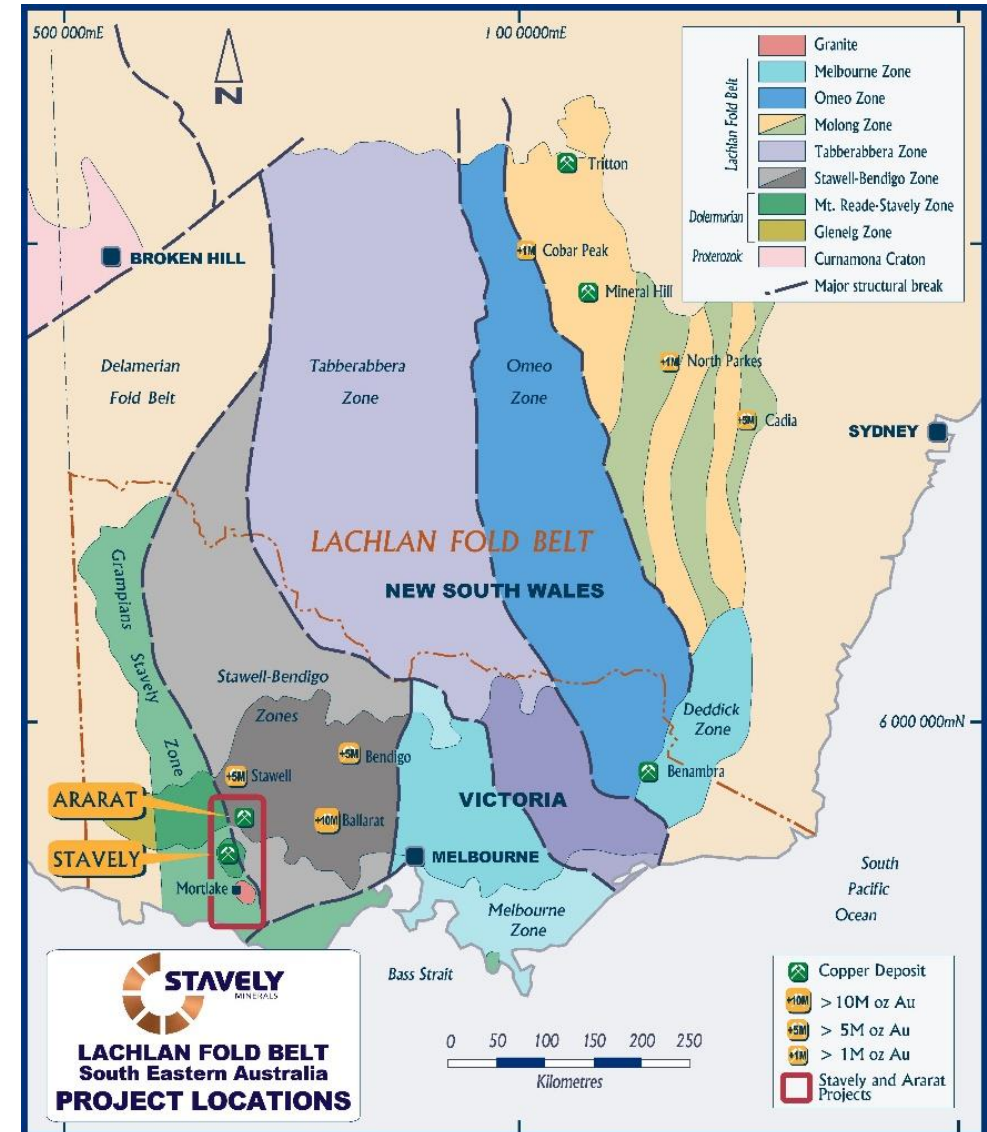 500 000mE
1 00 0000mE
N
Granite
Lachlan Fold Belt
Melbourne Zone
Omeo Zone
Molong Zone
Tabberabbera Zone
Stawell-Bendigo Zone
Dolermarian
Mt. Reade-Stavely Zone
Glenelg Zone
Proterozok
Curnamona Craton
Major structural break
Tritton
BROKEN HILL
+1M Cobar Peak
Mineral Hill
Delamerian
Fold Belt
Tabberabbera
Zone
Omeo
Zone
+1M North Parkes
+5M Cadia
SYDNEY
LACHLAN FOLD BELT
NEW SOUTH WALES
Grampians
Stavely
Zone
Stawell-Bendigo
Zones
Deddick
Zone
6 000 000mN
+5M Bendigo
+5M Stawell
Benambra
ARARAT
VICTORIA
+10M Ballarat
STAVELY
MELBOURNE
Mortlake
South
Pacific
Ocean
Melbourne
Zone
Bass Strait
STAVELY
MINERALS
LACHLAN FOLD BELT
South Eastern Australia
PROJECT LOCATIONS
0 50 100 150 200 250
Kilometres
Copper Deposit
+10M > 10M oz Au
+5M > 5M oz Au
+1M > 1M oz Au
Stavely and Ararat
Projects